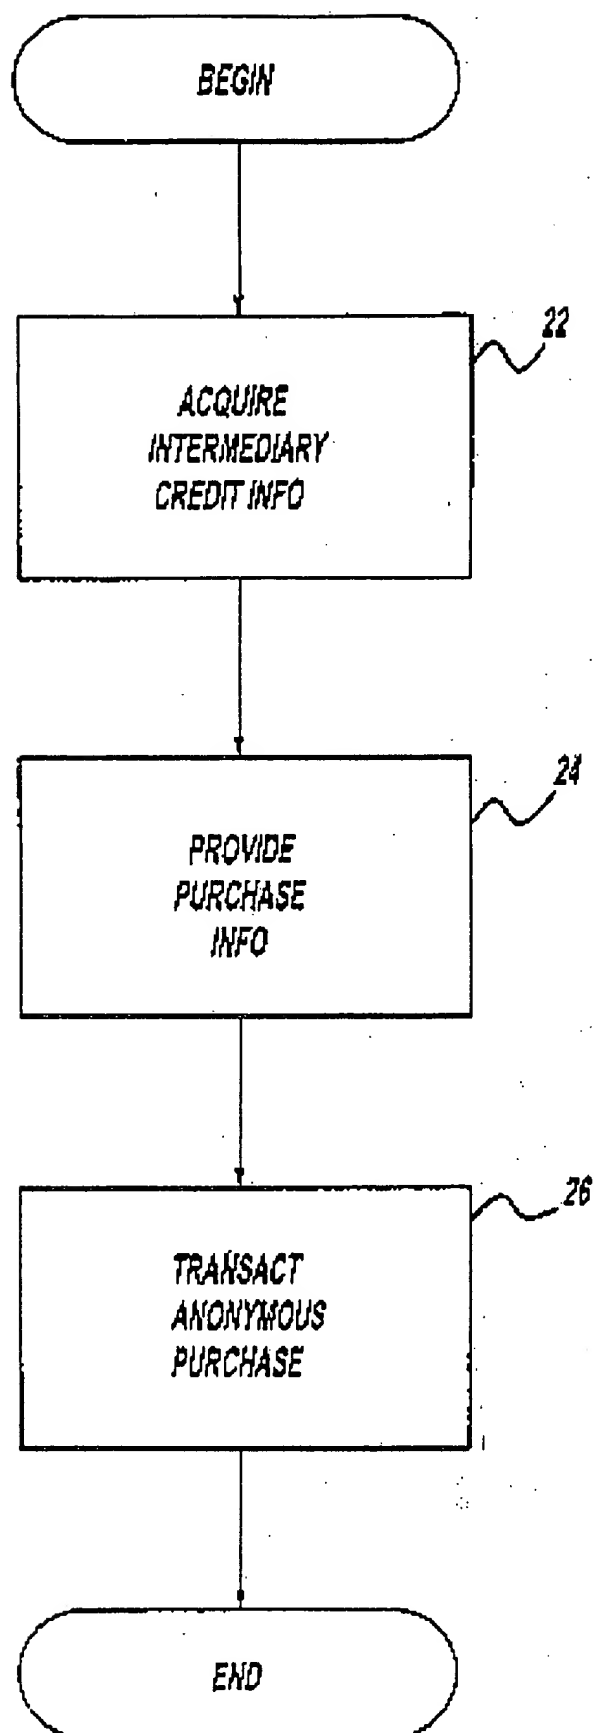 BEGIN
22
ACQUIRE
INTERMEDIARY
CREDIT INFO
24
PROVIDE
PURCHASE
INFO
26
TRANSACT
ANONYMOUS
PURCHASE
END